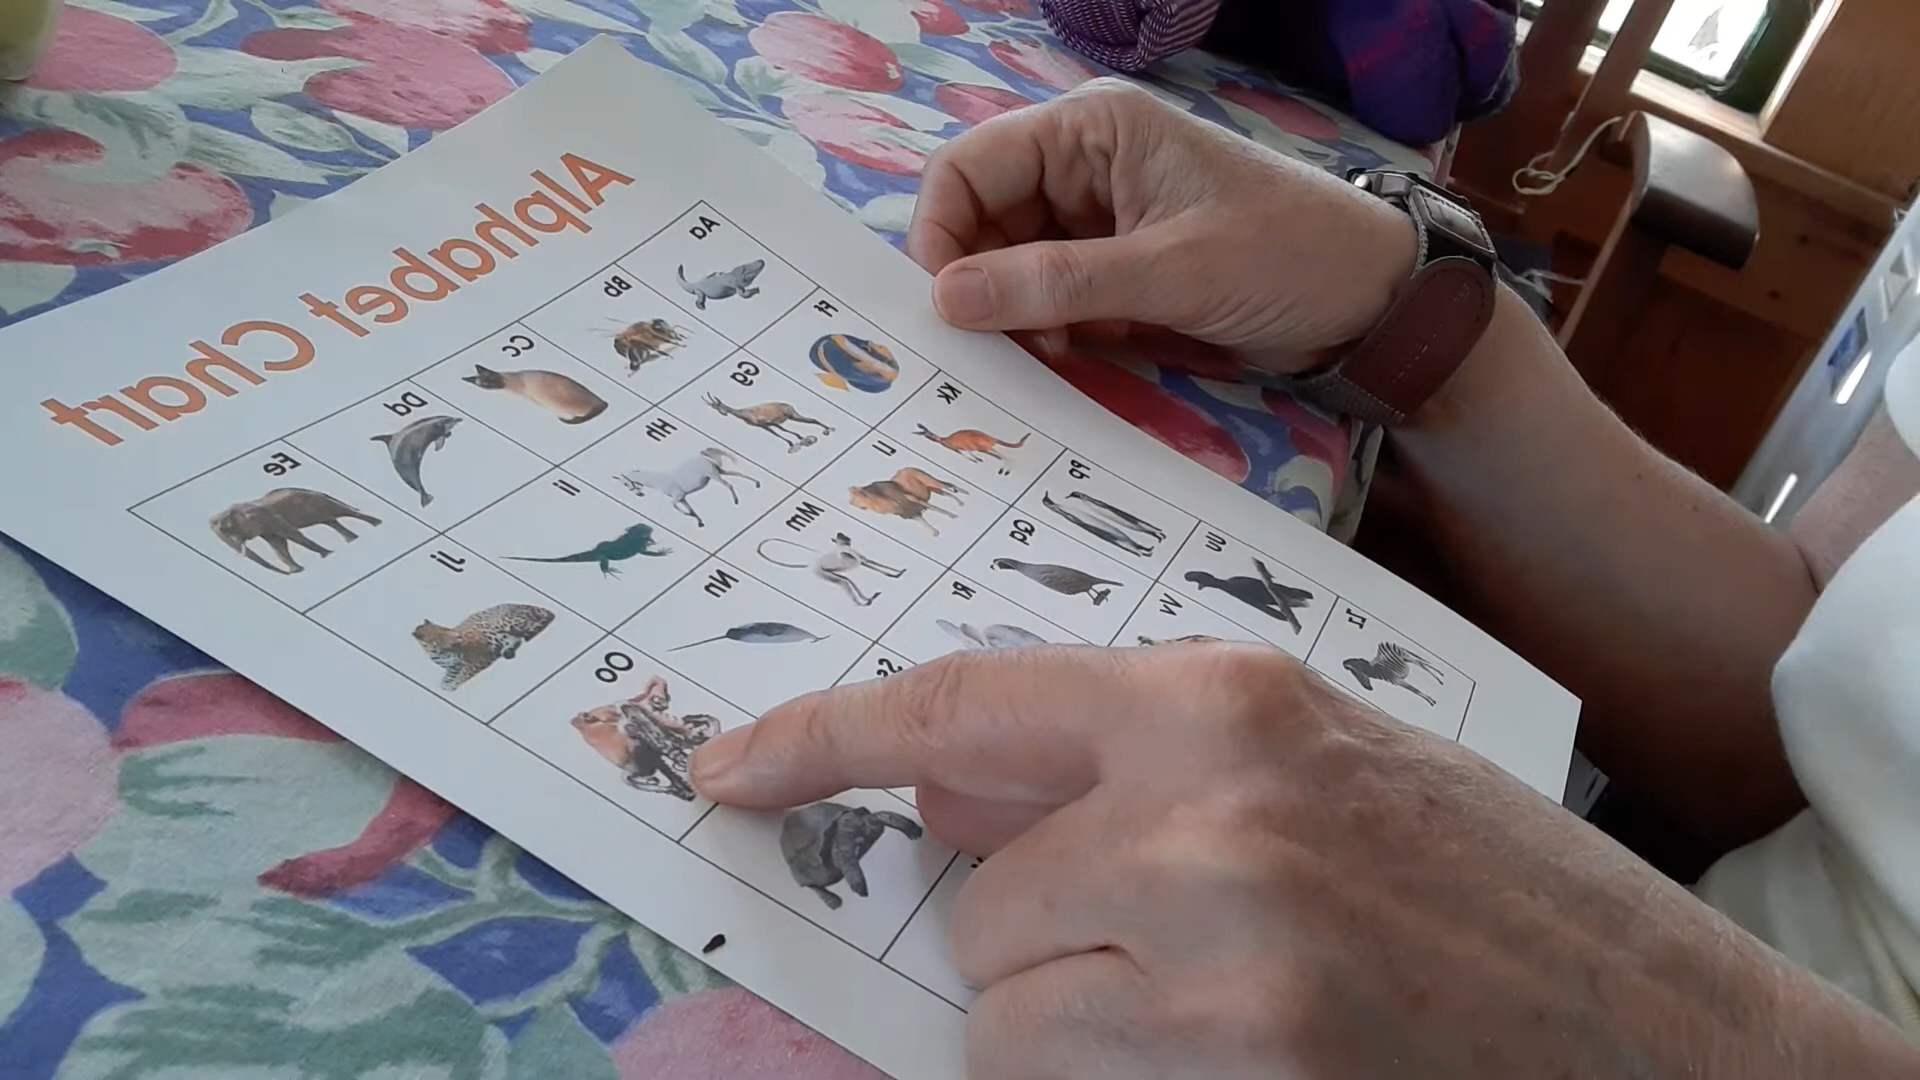 Alphabet Chart
Aa Bb Cc Dd Ee
Ff Gg Hh Ii Jj
Kk Ll Mm Nn Oo
Pp Qq Rr Ss
Uu Vv
Zz